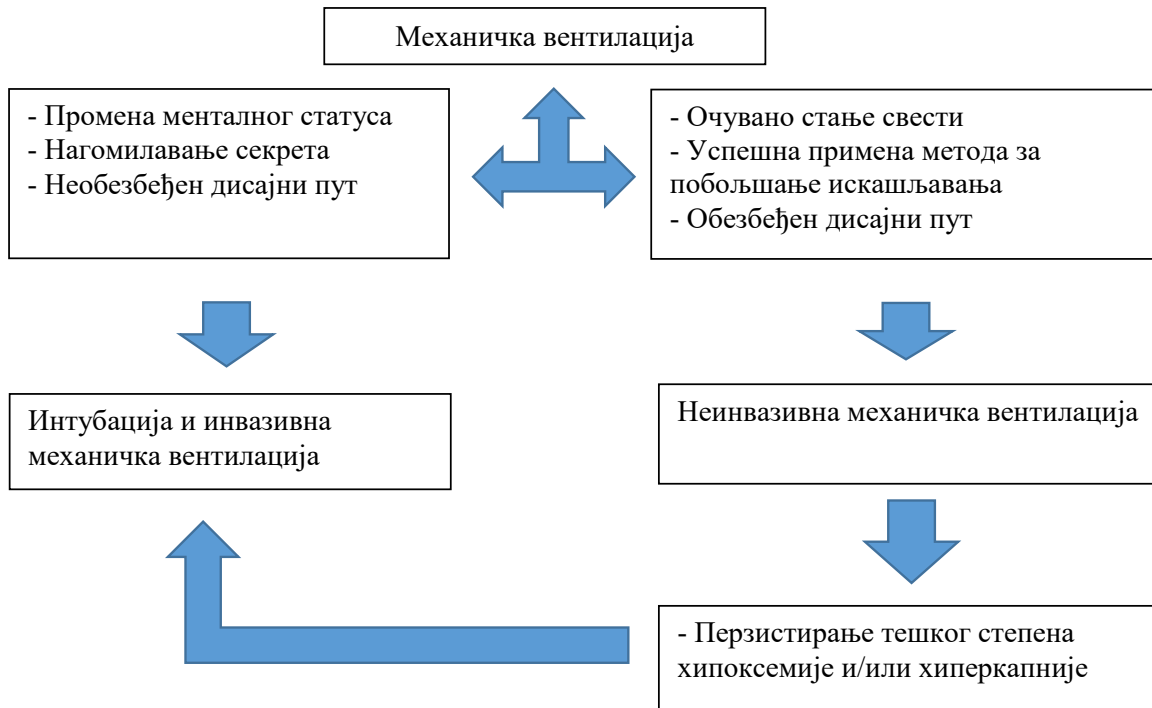 Механичка вентилација
- Промена менталног статуса
- Нагомилавање секрета
- Необезбеђен дисајни пут
- Очувано стање свести
- Успешна примена метода за
побољшање искашљавања
- Обезбеђен дисајни пут
Интубација и инвазивна
механичка вентилација
Неинвазивна механичка вентилација
- Перзистирање тешког степена
хипоксемије и/или хиперкапније